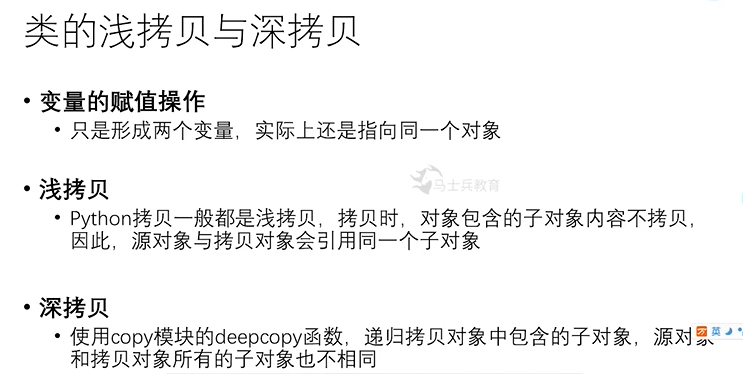 类的浅拷贝与深拷贝
• 变量的赋值操作
• 只是形成两个变量，实际上还是指向同一个对象
• 浅拷贝
马士兵教育
• Python拷贝一般都是浅拷贝，拷贝时，对象包含的子对象内容不拷贝，
因此，源对象与拷贝对象会引用同一个子对象
• 深拷贝
• 使用copy模块的deepcopy函数，递归拷贝对象中包含的子对象，源对象
和拷贝对象所有的子对象也不相同
英